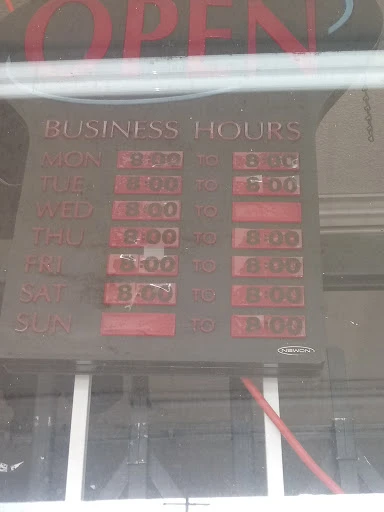 OPEN
BUSINESS HOURS
MON 8:00 TO 8:00
TUE 8:00 TO 8:00
WED 8:00 TO
THU 8:00 TO 8:00
FRI 8:00 TO 8:00
SAT 8:00 TO 8:00
SUN TO 8:00
NEWON